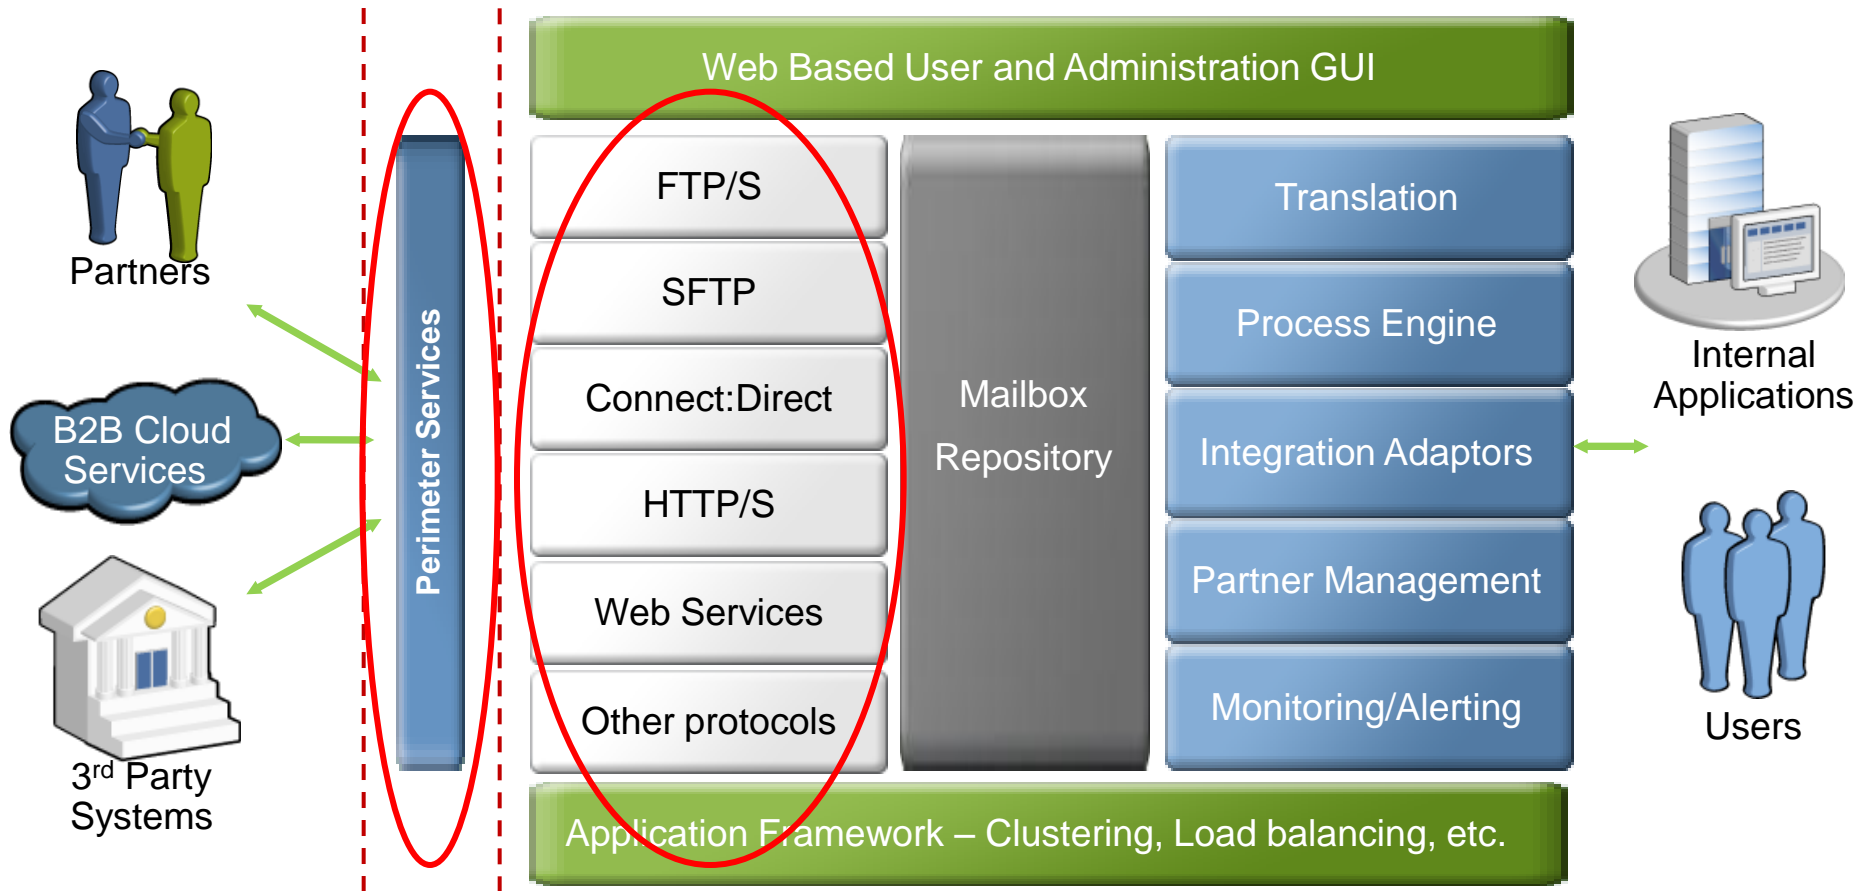 Web Based User and Administration GUI
Partners
B2B Cloud
Services
3rd Party
Systems
Perimeter Services
FTP/S
SFTP
Connect:Direct
HTTP/S
Web Services
Other protocols
Mailbox
Repository
Translation
Process Engine
Integration Adaptors
Partner Management
Monitoring/Alerting
Internal
Applications
Users
Application Framework – Clustering, Load balancing, etc.